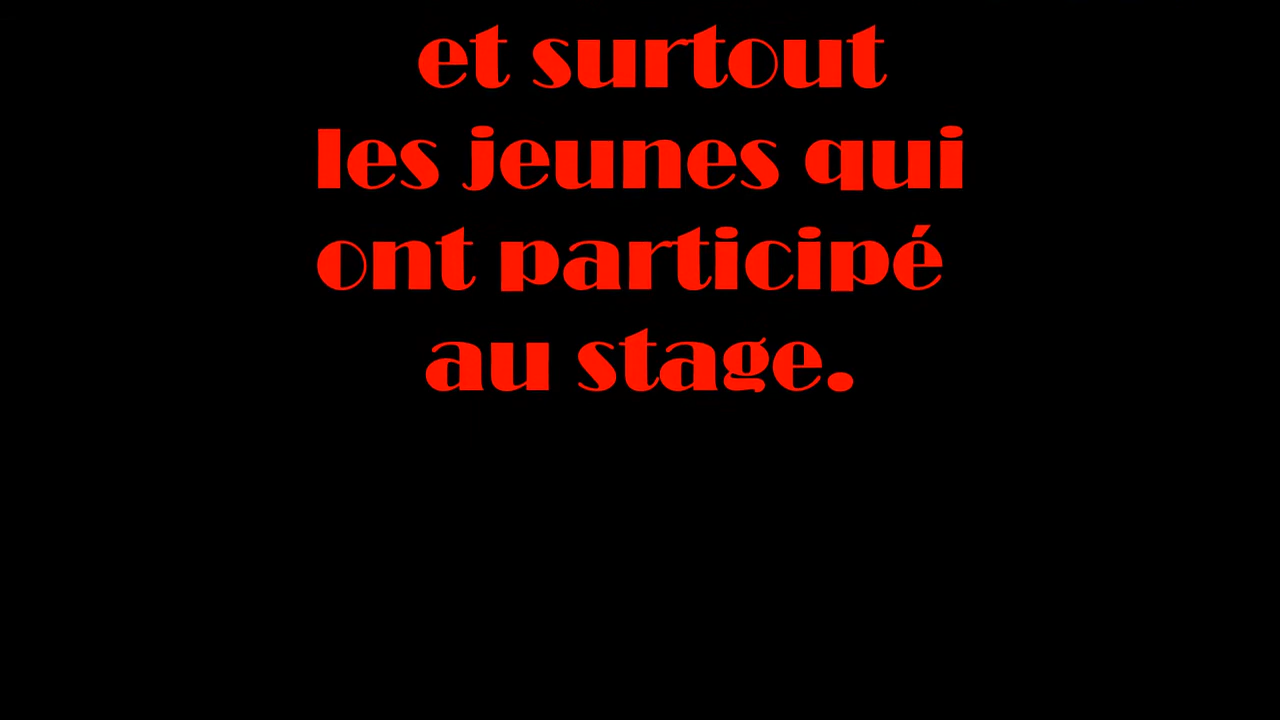 et surtout
les jeunes qui
ont participé
au stage.